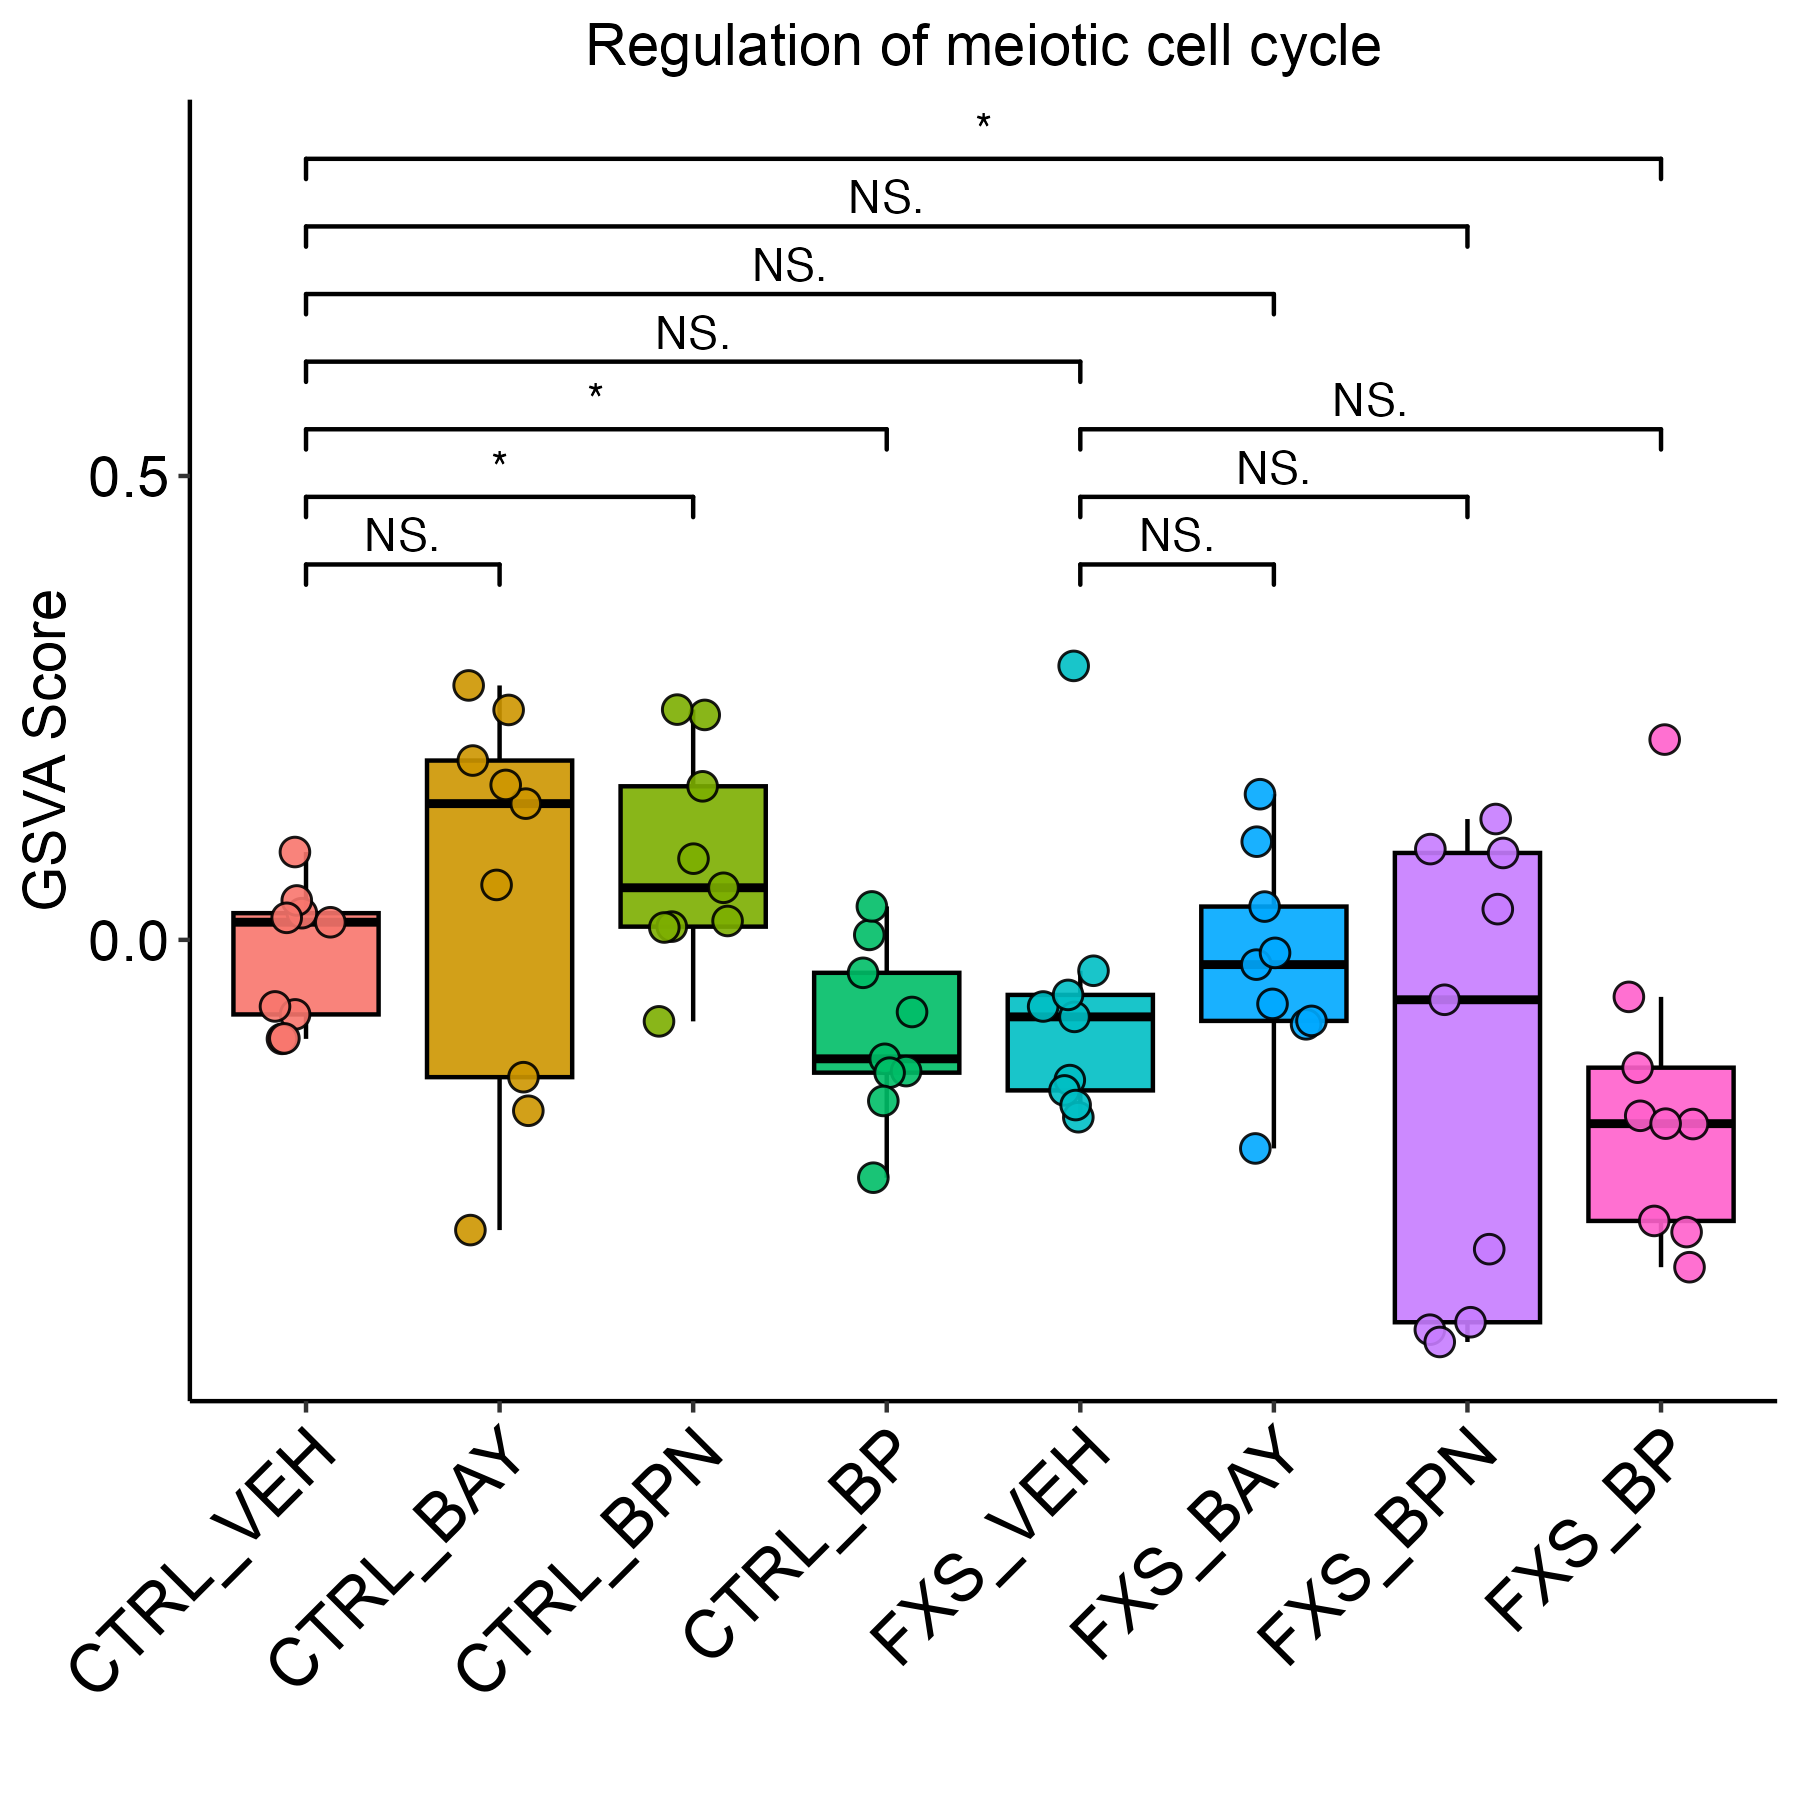 Regulation of meiotic cell cycle
*
NS.
NS.
NS.
*
NS.
*
NS.
NS.
NS.
0.5
0.0
GSVA Score
CTRL_VEH
CTRL_BAY
CTRL_BPN
CTRL_BP
FXS_VEH
FXS_BAY
FXS_BPN
FXS_BP